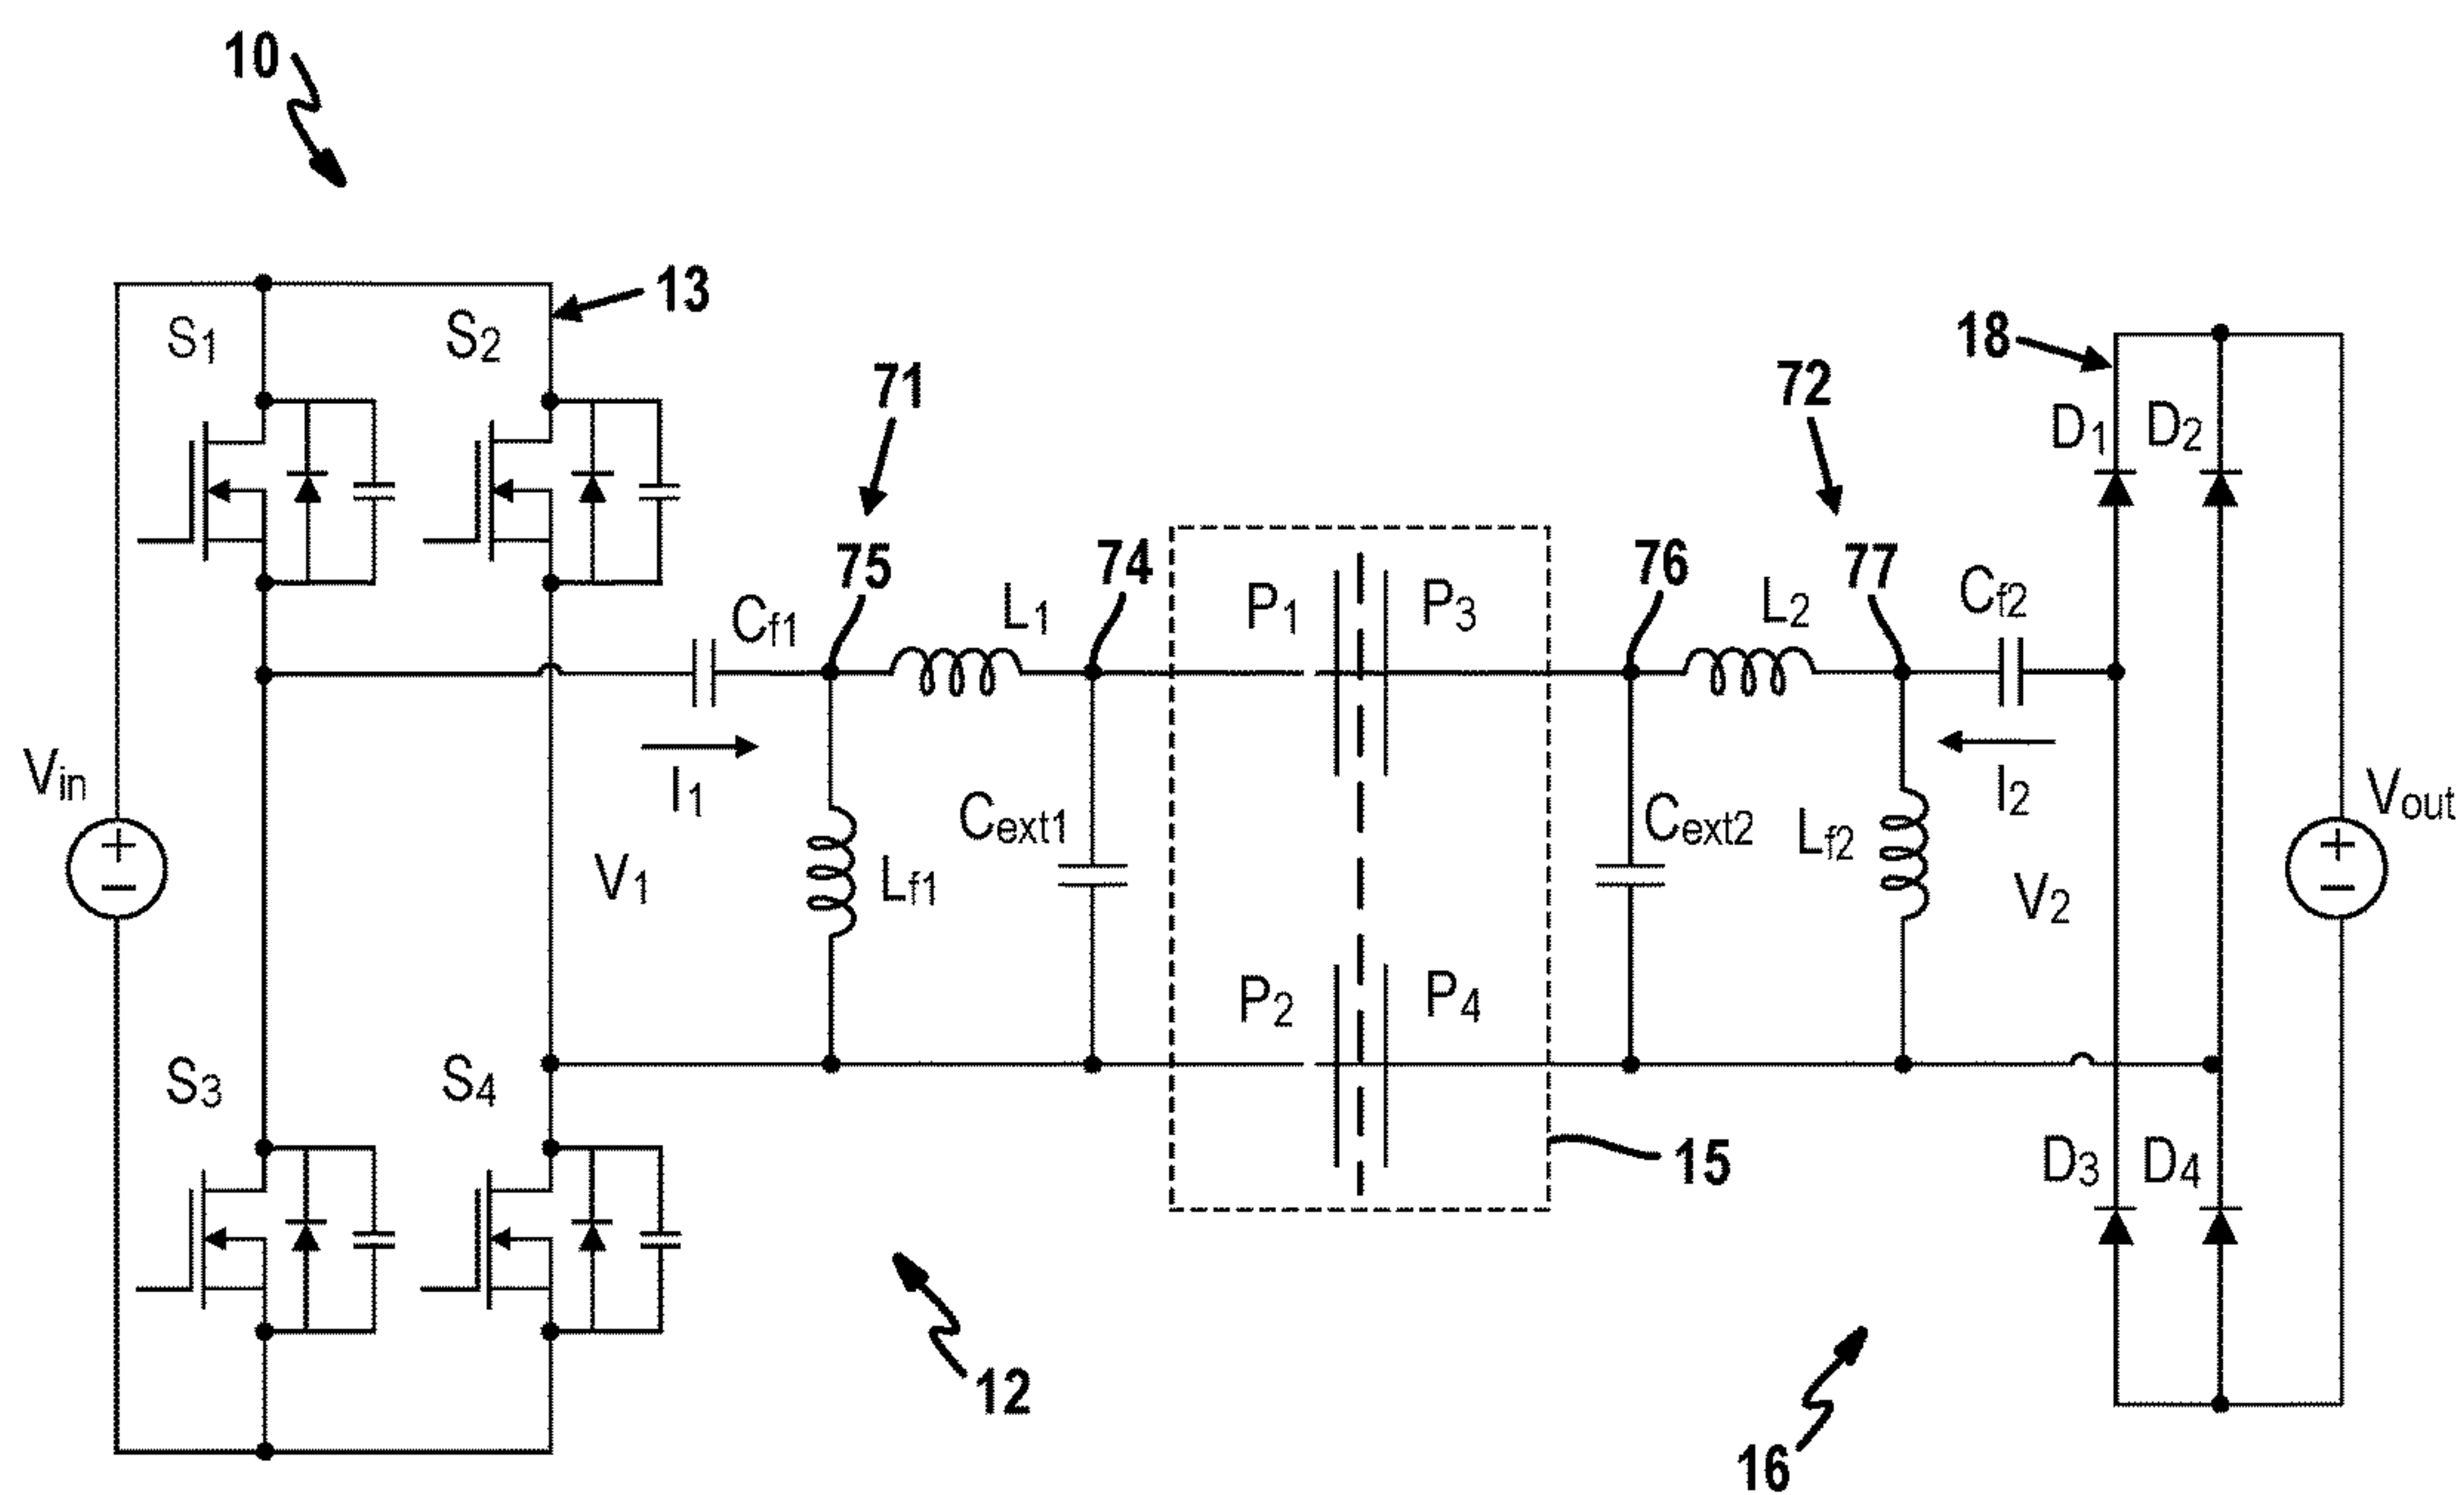 10
13
S1
S2
18
71
72
D1
D2
75
74
76
77
Cf1
L1
P1
P3
L2
Cf2
Vin
I1
Cext1
Cext2
Lf2
I2
Vout
V1
Lf1
V2
P2
P4
S3
S4
15
D3
D4
12
16
+
−
+
−